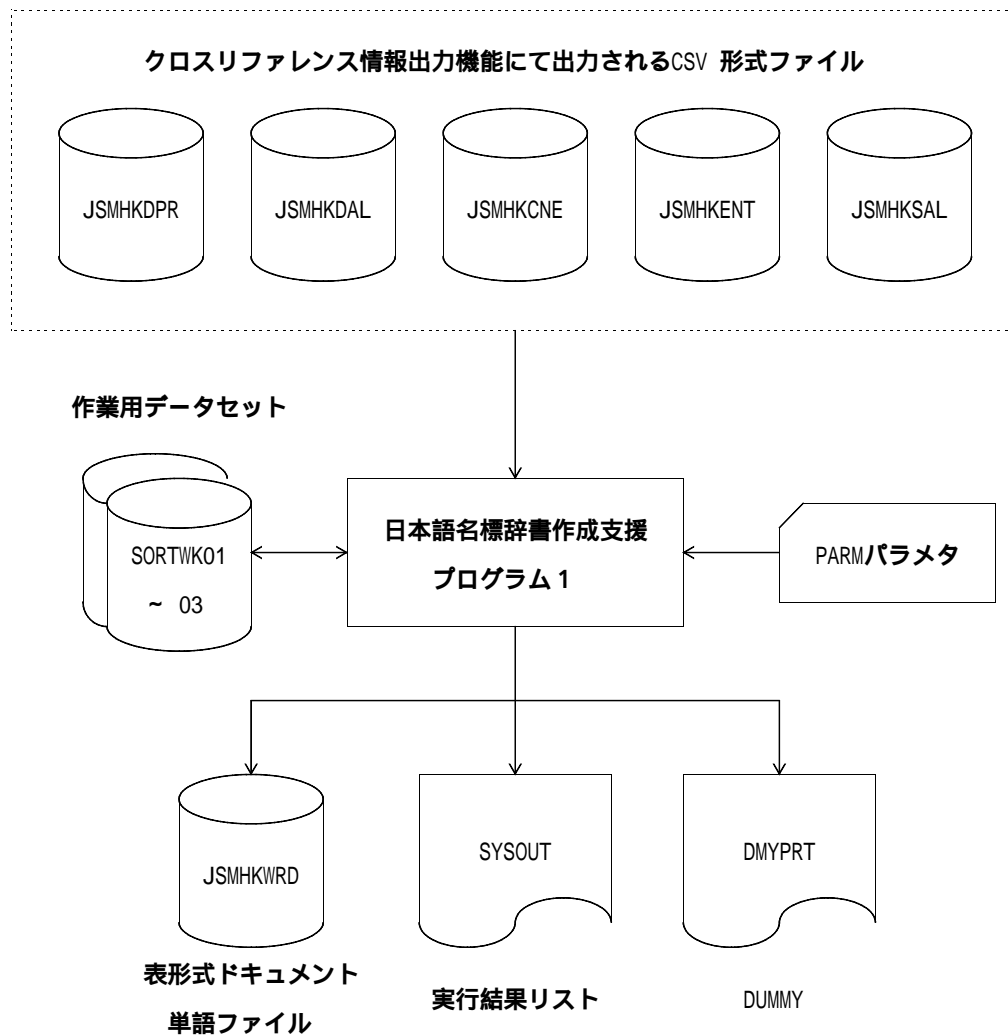 クロスリファレンス情報出力機能にて出力されるCSV 形式ファイル
JSMHKDPR
JSMHKDAL
JSMHKCNE
JSMHKENT
JSMHKSAL
作業用データセット
SORTWK01
~ 03
日本語名標辞書作成支援
プログラム1
PARMパラメタ
JSMHKWRD
SYSOUT
DMYPRT
表形式ドキュメント
単語ファイル
実行結果リスト
DUMMY